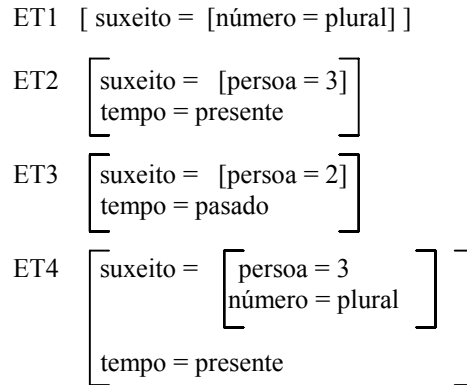 ET1 [ suxeito = [número = plural] ]
ET2 suxeito = [persoa = 3]
tempo = presente
ET3 suxeito = [persoa = 2]
tempo = pasado
ET4 suxeito = persoa = 3
número = plural
tempo = presente